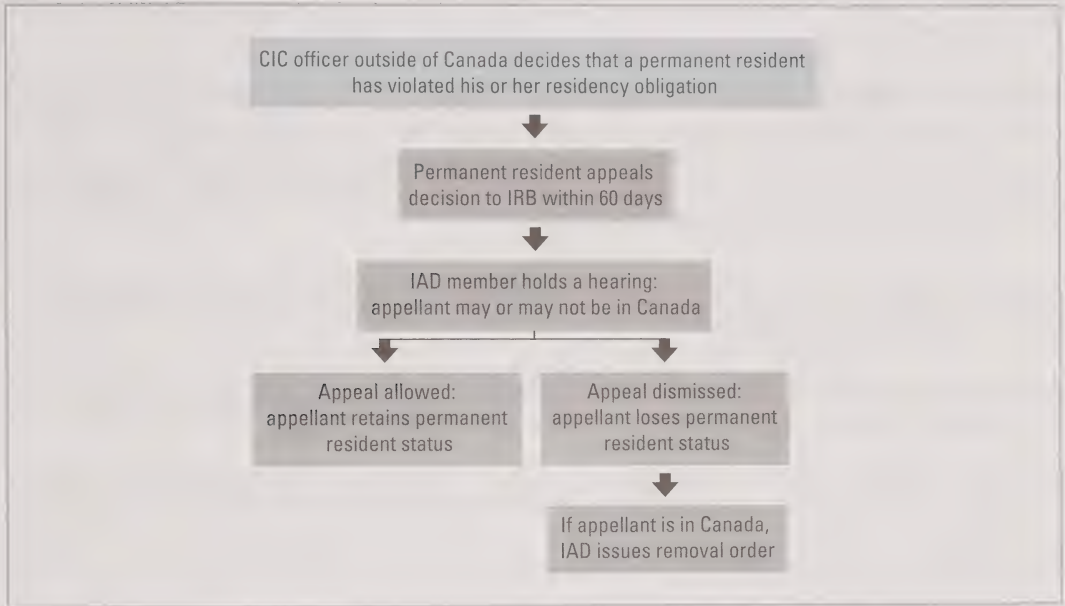 CIC officer outside of Canada decides that a permanent resident
has violated his or her residency obligation
Permanent resident appeals
decision to IRB within 60 days
IAD member holds a hearing:
appellant may or may not be in Canada
Appeal allowed:
appellant retains permanent
resident status
Appeal dismissed:
appellant loses permanent
resident status
If appellant is in Canada,
IAD issues removal order